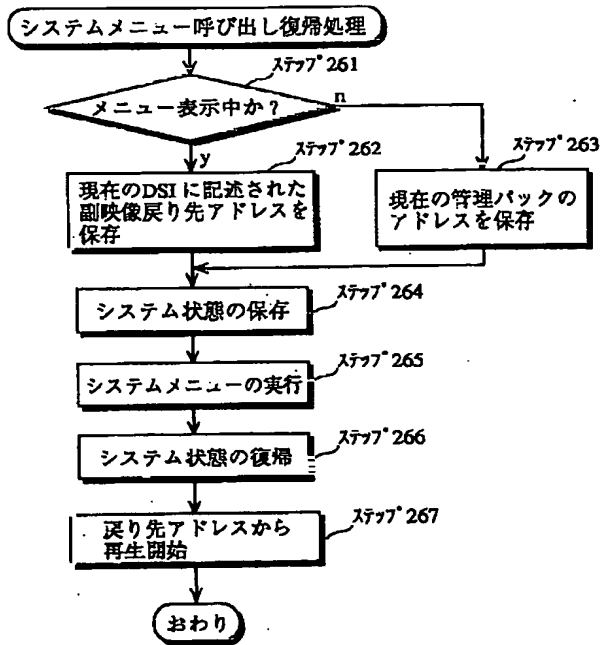 システムメニュー呼び出し復帰処理
ステップ261
メニュー表示中か？
n
y
ステップ262
現在のDSIに記述された
副映像戻り先アドレスを
保存
ステップ263
現在の管理パックの
アドレスを保存
ステップ264
システム状態の保存
ステップ265
システムメニューの実行
ステップ266
システム状態の復帰
ステップ267
戻り先アドレスから
再生開始
おわり